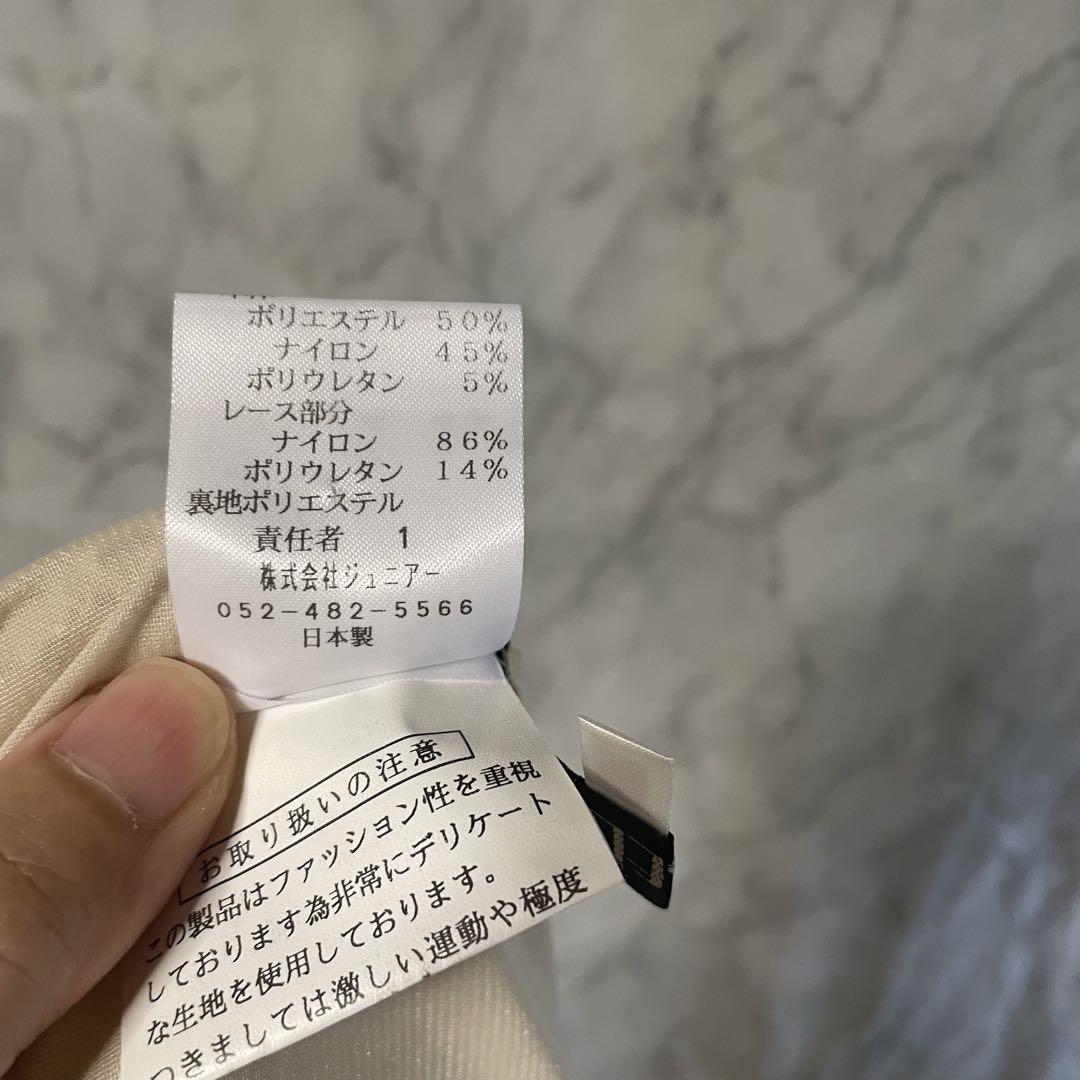 ポリエステル 50%
ナイロン 45%
ポリウレタン 5%
レース部分
ナイロン 86%
ポリウレタン 14%
裏地ポリエステル
責任者 1
株式会社ジュニアー
052-482-5566
日本製
お取り扱いの注意
この製品はファッション性を重視
しております為非常にデリケート
な生地を使用しております。
つきましては激しい運動や極度